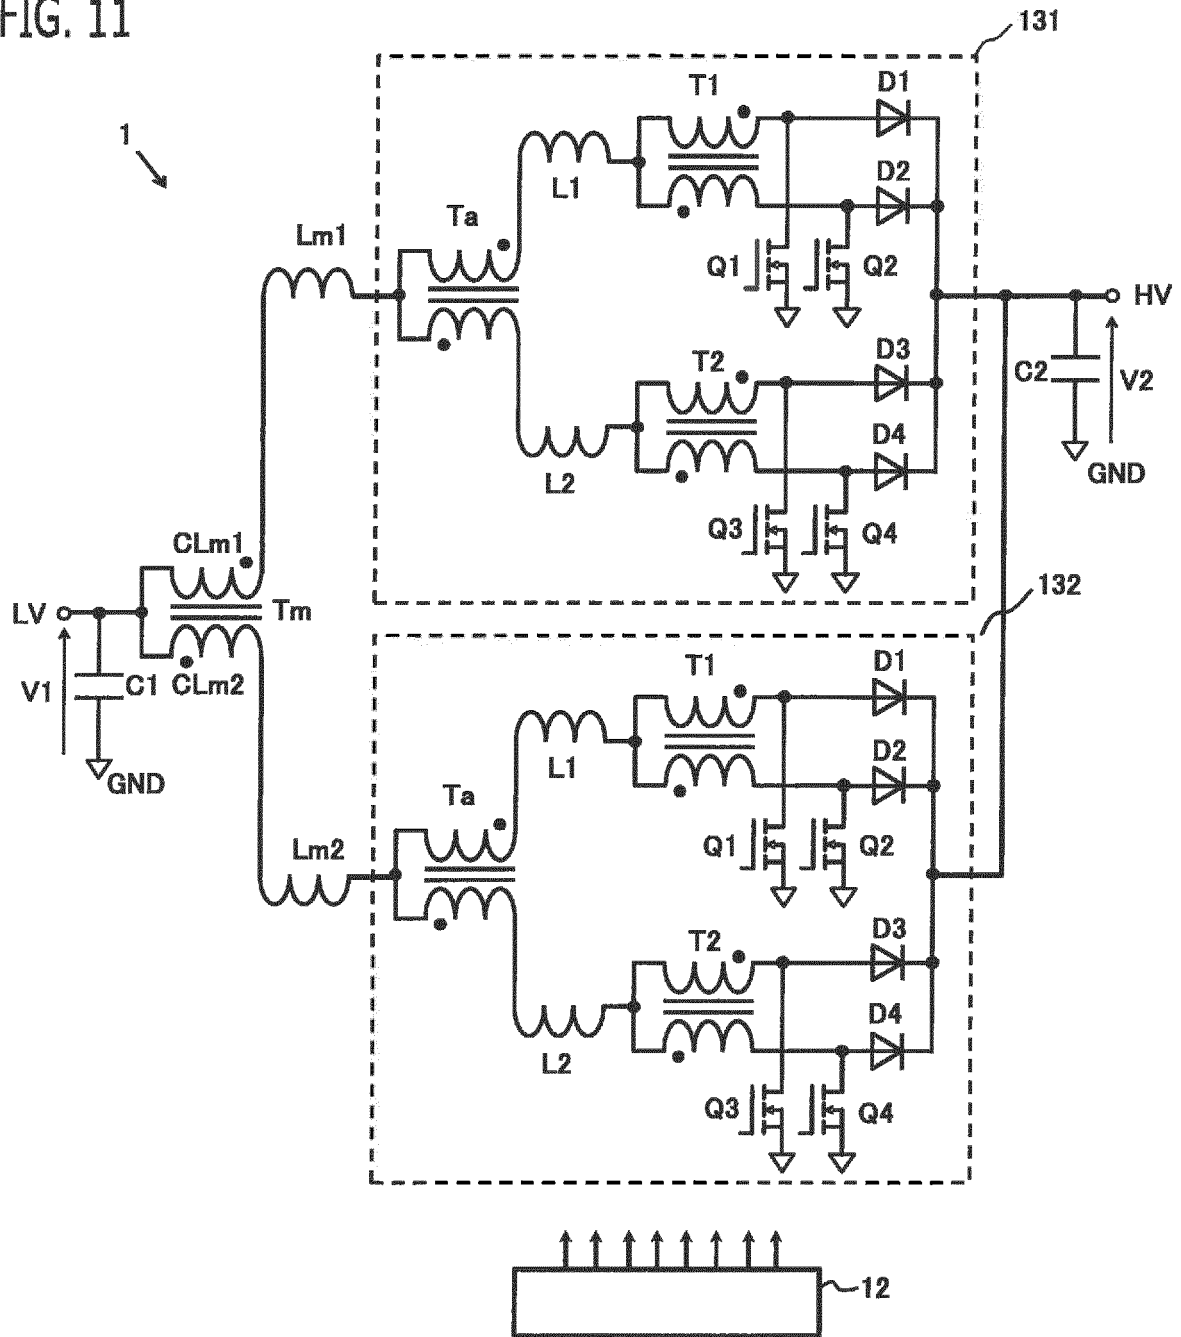 FIG. 11
131
1
T1
D1
D2
L1
Ta
Lm1
Q1
Q2
HV
D3
T2
C2
V2
D4
L2
GND
Q3
Q4
CLm1
132
LV
Tm
T1
D1
V1
C1
CLm2
D2
L1
GND
Ta
Q1
Q2
Lm2
D3
T2
D4
L2
Q3
Q4
12